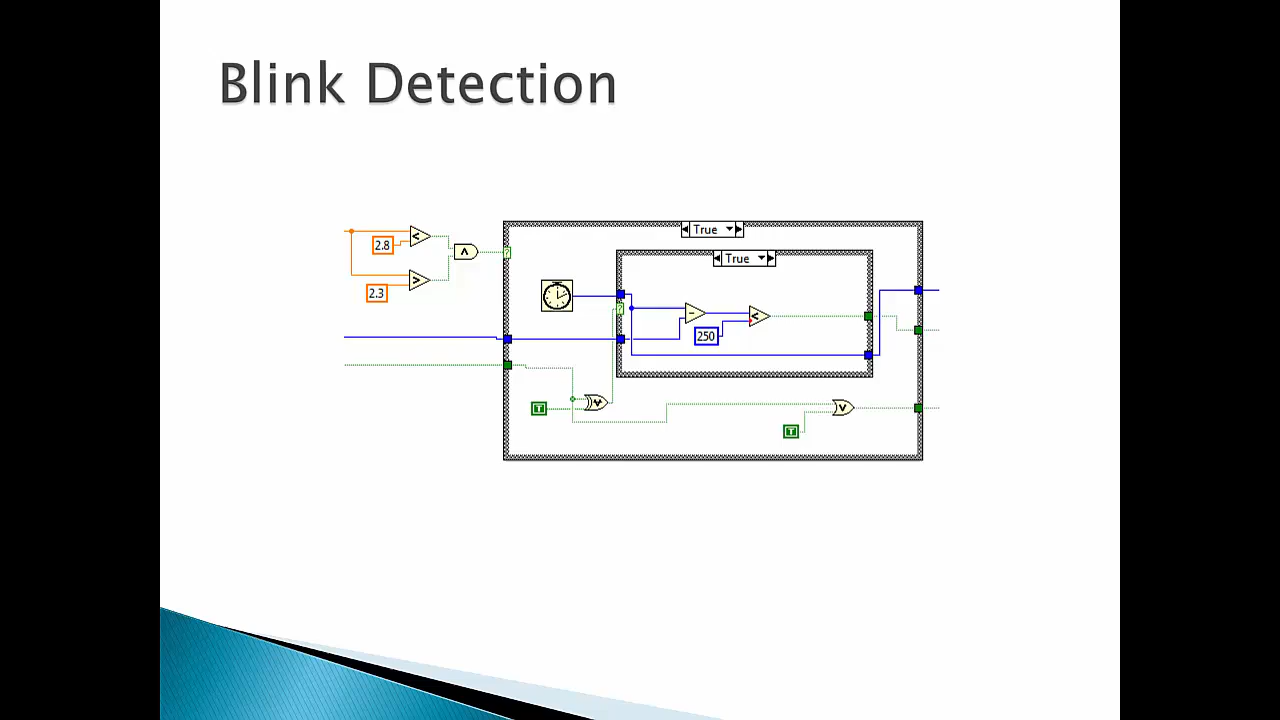 Blink Detection
True
True
2.8
<
∧
?
2.3
>
?
-
<
250
T
V
V
T